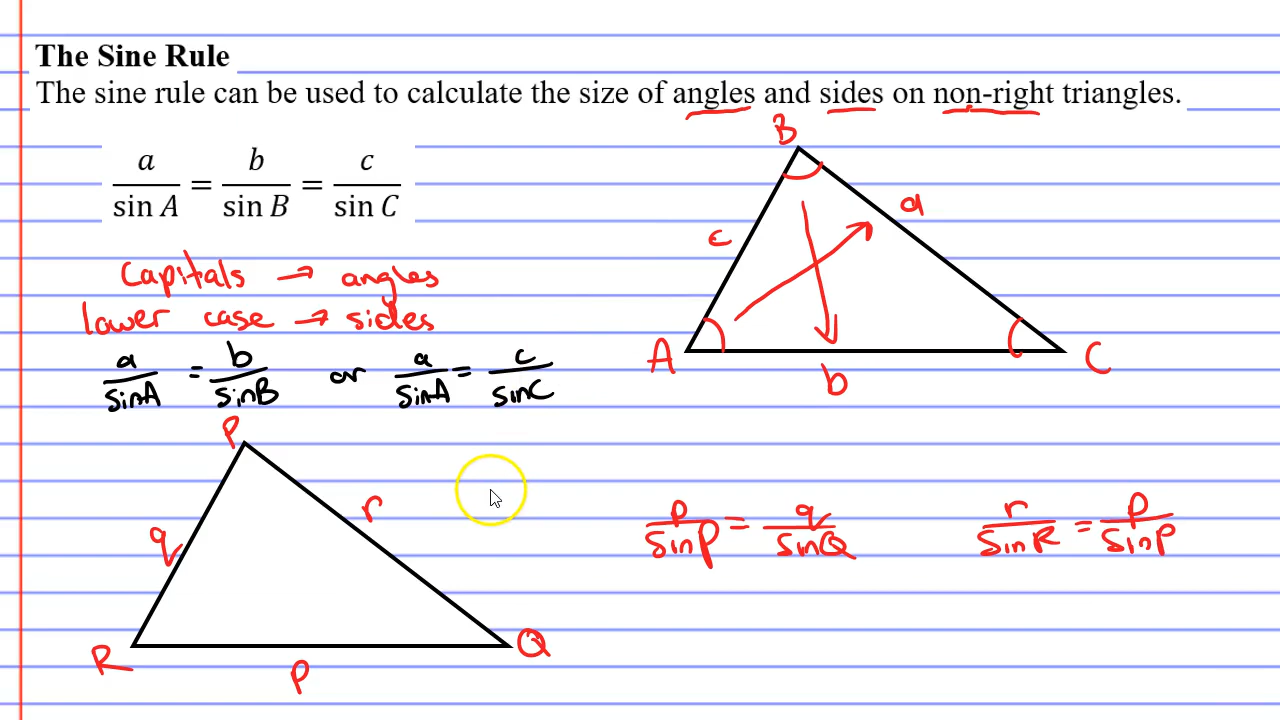 The Sine Rule
The sine rule can be used to calculate the size of angles and sides on non-right triangles.
a/sin A = b/sin B = c/sin C
Capitals → angles
lower case → sides
a/sinA = b/sinB or a/sinA = c/sinC
B
c
a
A
b
C
P
q
r
R
p
Q
p/sinP = q/sinQ
r/sinR = p/sinP